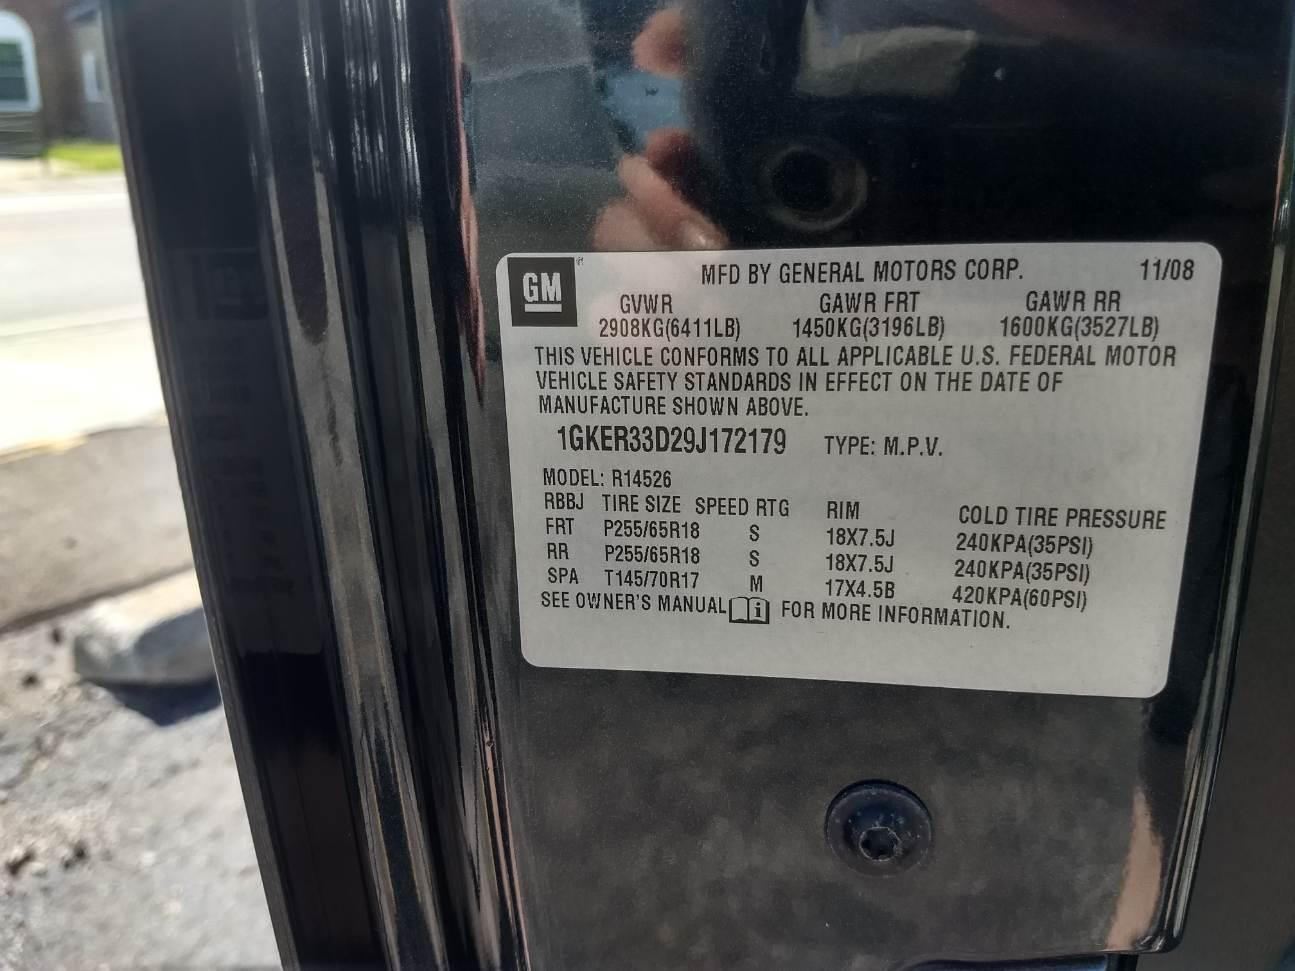 GM® MFD BY GENERAL MOTORS CORP. 11/08
GVWR GAWR FRT GAWR RR
2908KG(6411LB) 1450KG(3196LB) 1600KG(3527LB)
THIS VEHICLE CONFORMS TO ALL APPLICABLE U.S. FEDERAL MOTOR
VEHICLE SAFETY STANDARDS IN EFFECT ON THE DATE OF
MANUFACTURE SHOWN ABOVE.
1GKER33D29J172179 TYPE: M.P.V.
MODEL: R14526
RBBJ TIRE SIZE SPEED RTG RIM COLD TIRE PRESSURE
FRT P255/65R18 S 18X7.5J 240KPA(35PSI)
RR P255/65R18 S 18X7.5J 240KPA(35PSI)
SPA T145/70R17 M 17X4.5B 420KPA(60PSI)
SEE OWNER'S MANUAL i FOR MORE INFORMATION.